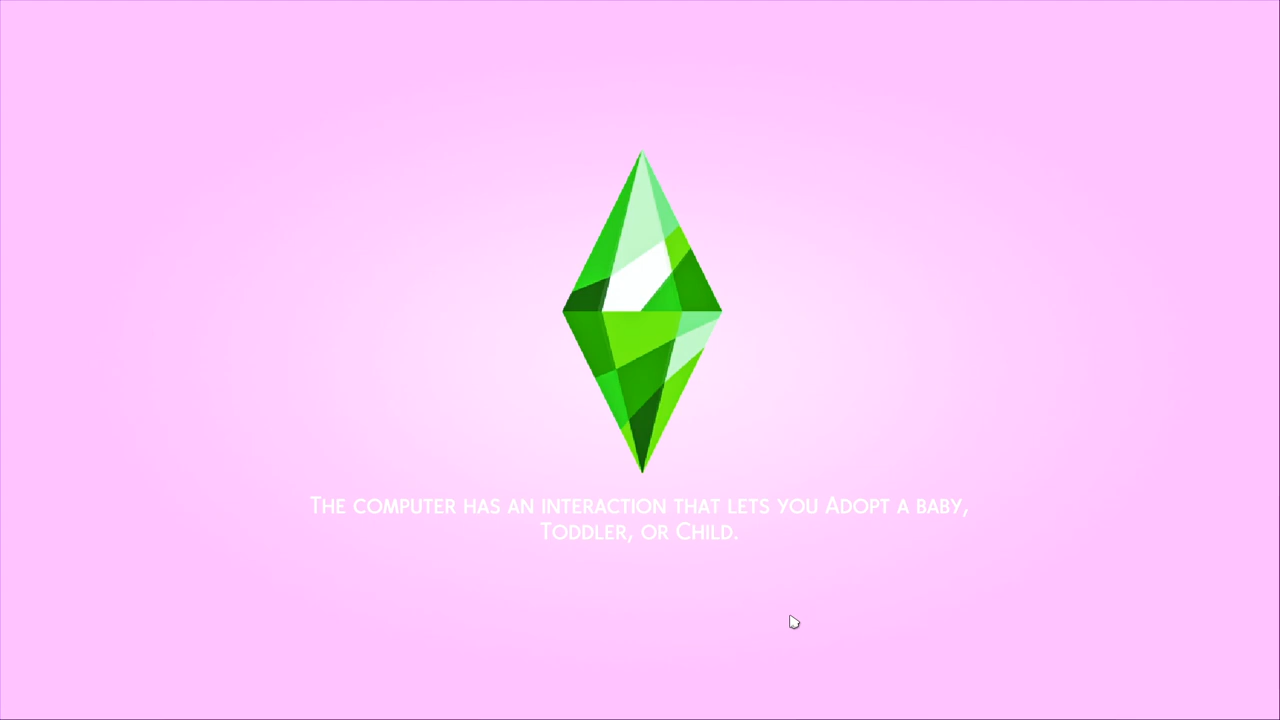 The computer has an interaction that lets you Adopt a baby,
Toddler, or Child.